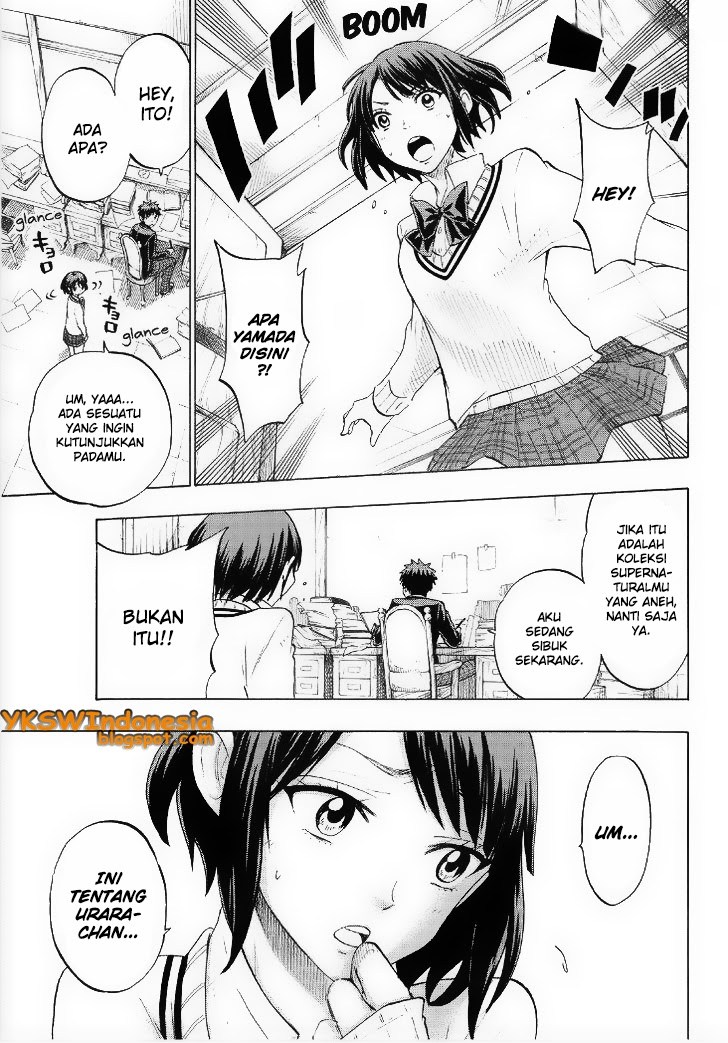 BOOM
HEY!
APA
YAMADA
DISINI
?!
HEY,
ITO!
ADA
APA?
glance
キョロ
キョロ
glance
UM, YAAA...
ADA SESUATU
YANG INGIN
KUTUNJUKKAN
PADAMU.
JIKA ITU
ADALAH
KOLEKSI
SUPERNA-
TURALMU
YANG ANEH,
NANTI SAJA
YA.
AKU
SEDANG
SIBUK
SEKARANG.
BUKAN
ITU!!
YKSWIndonesia
blogspot.com
UM...
INI
TENTANG
URARA-
CHAN...